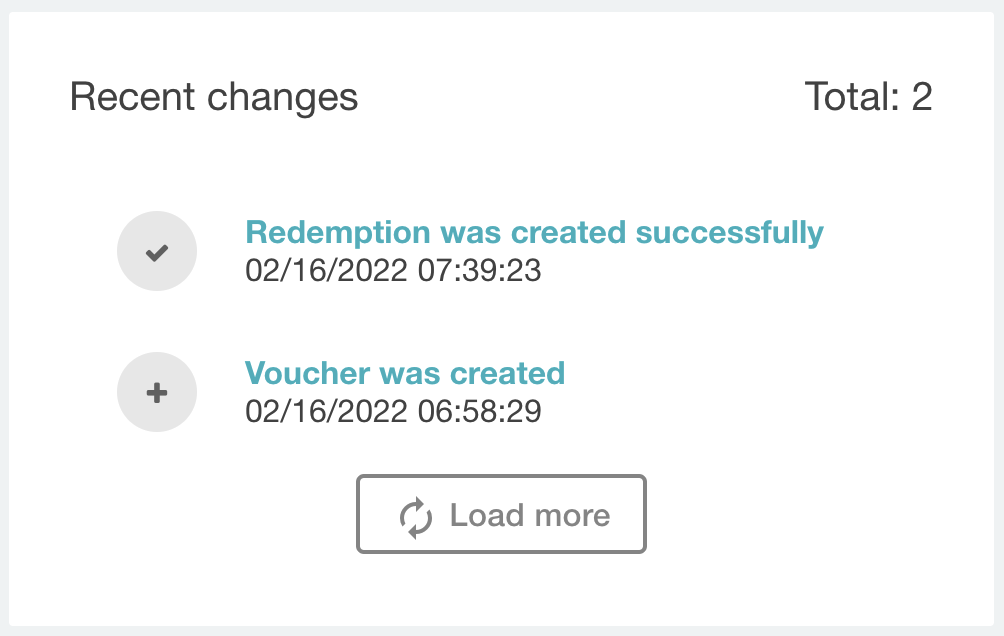 Recent changes
Total: 2
Redemption was created successfully
02/16/2022 07:39:23
Voucher was created
02/16/2022 06:58:29
Load more